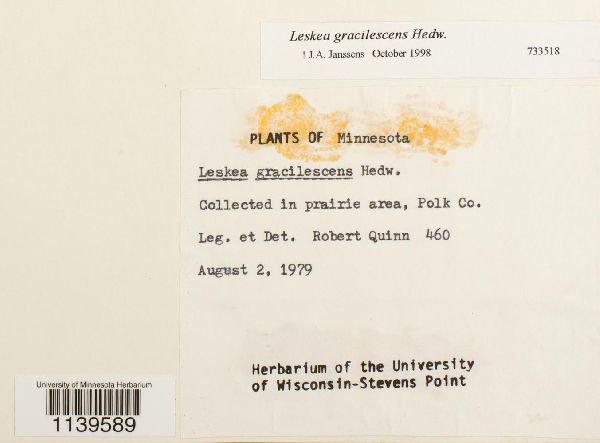 Leskea gracilescens Hedw.
! J.A. Janssens October 1998 733518
PLANTS OF Minnesota
Leskea gracilescens Hedw.
Collected in prairie area, Polk Co.
Leg. et Det. Robert Quinn 460
August 2, 1979
Herbarium of the University
of Wisconsin-Stevens Point
University of Minnesota Herbarium
1139589